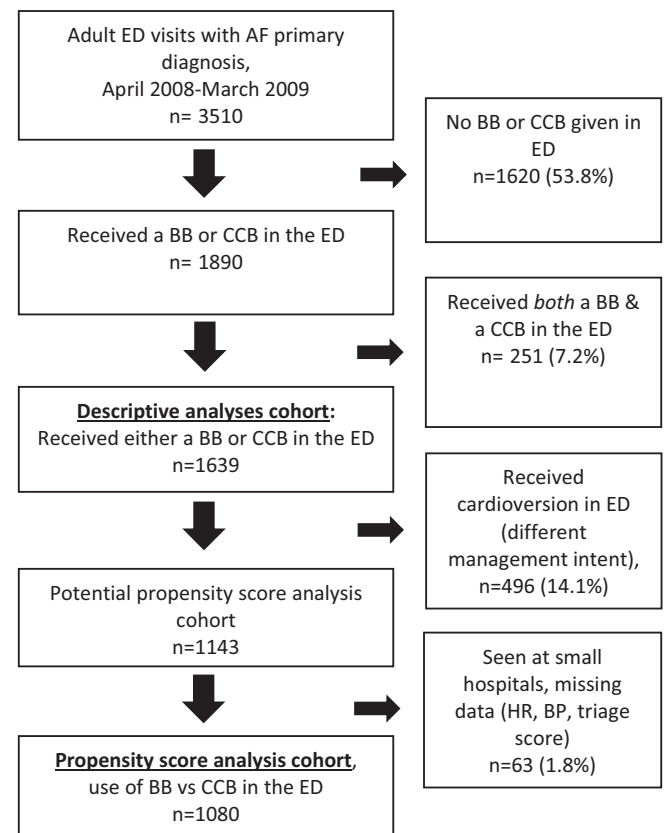 Adult ED visits with AF primary
diagnosis,
April 2008-March 2009
n= 3510
No BB or CCB given in
ED
n=1620 (53.8%)
Received a BB or CCB in the ED
n= 1890
Received both a BB &
a CCB in the ED
n= 251 (7.2%)
Descriptive analyses cohort:
Received either a BB or CCB in the ED
n=1639
Received
cardioversion in ED
(different
management intent),
n=496 (14.1%)
Potential propensity score analysis
cohort
n=1143
Seen at small
hospitals, missing
data (HR, BP, triage
score)
n=63 (1.8%)
Propensity score analysis cohort,
use of BB vs CCB in the ED
n=1080